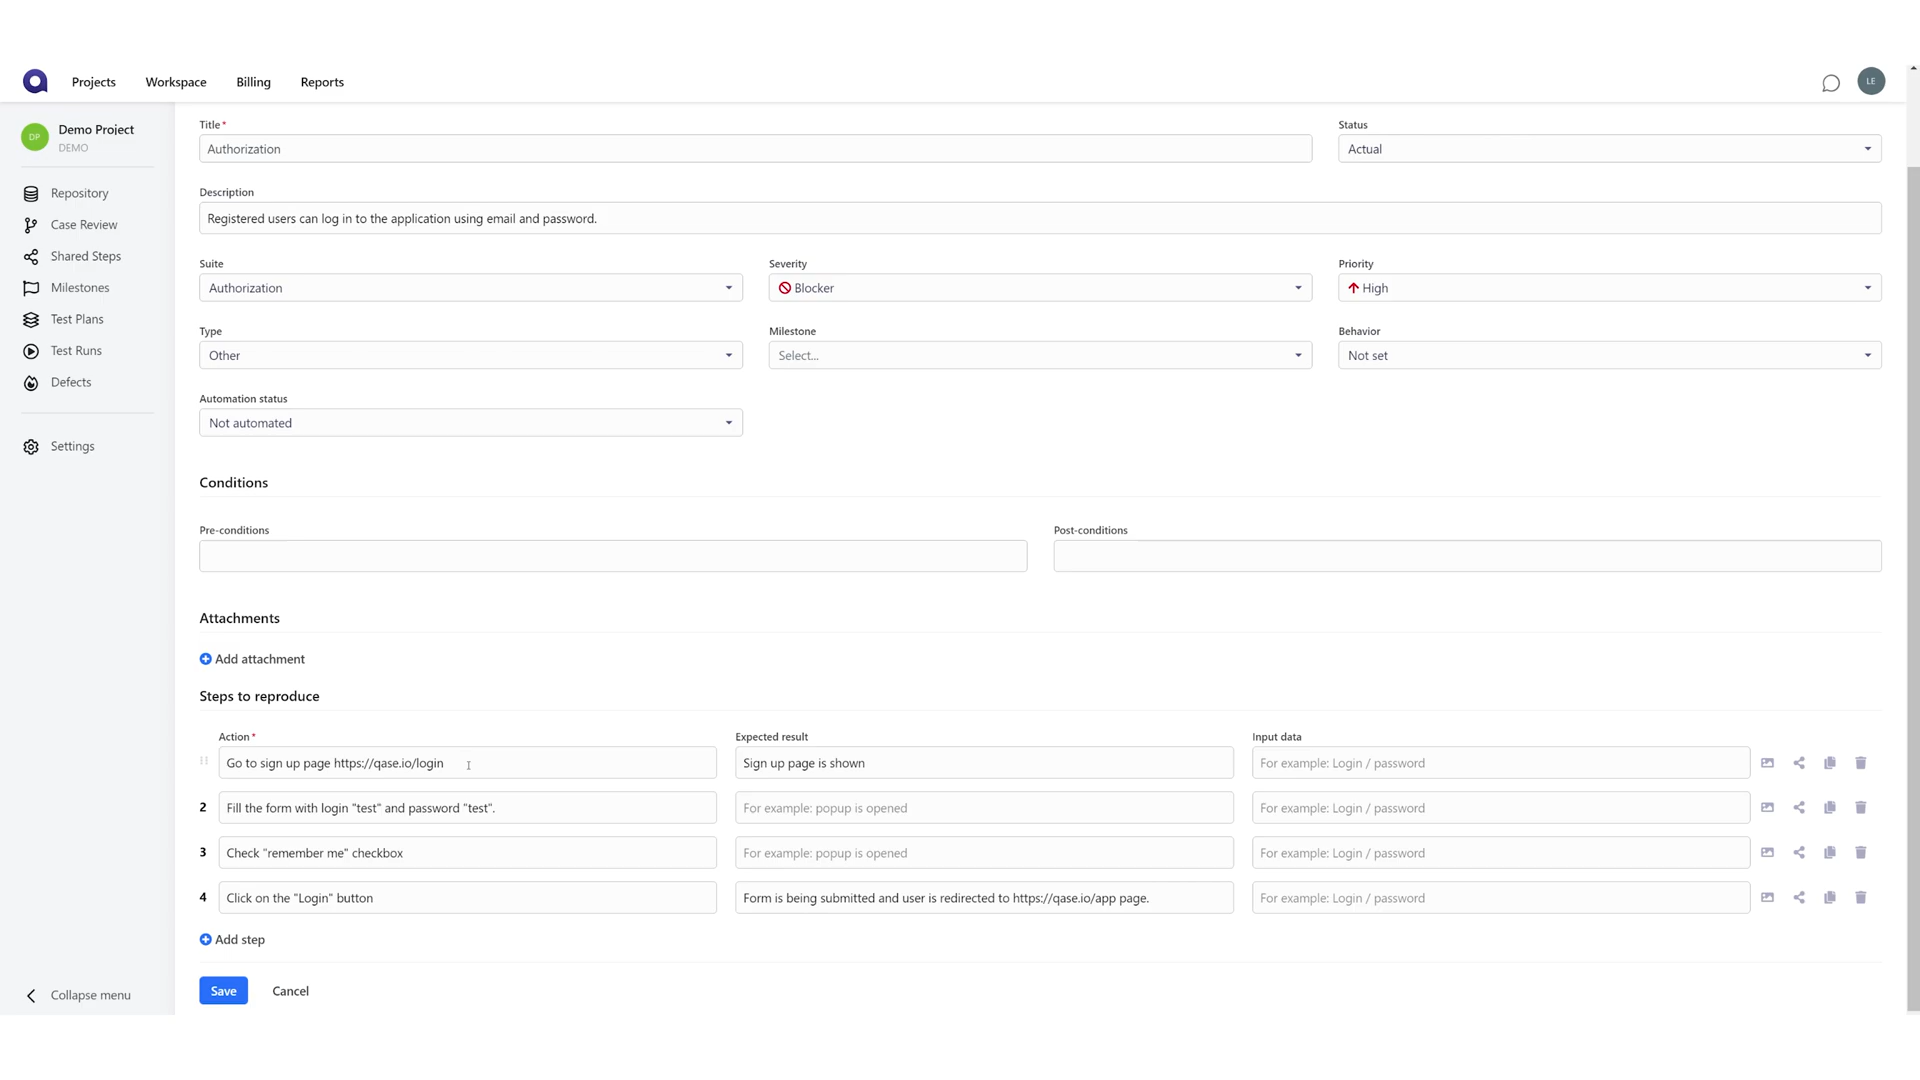 Projects Workspace Billing Reports
LE
DP
Demo Project
DEMO
Repository
Case Review
Shared Steps
Milestones
Test Plans
Test Runs
Defects
Settings
Collapse menu
Title* Status
Authorization Actual
Description
Registered users can log in to the application using email and password.
Suite Severity Priority
Authorization Blocker High
Type Milestone Behavior
Other Select... Not set
Automation status
Not automated
Conditions
Pre-conditions Post-conditions
Attachments
Add attachment
Steps to reproduce
Action* Expected result Input data
Go to sign up page https://qase.io/login Sign up page is shown For example: Login / password
2 Fill the form with login "test" and password "test". For example: popup is opened For example: Login / password
3 Check "remember me" checkbox For example: popup is opened For example: Login / password
4 Click on the "Login" button Form is being submitted and user is redirected to https://qase.io/app page. For example: Login / password
Add step
Save Cancel